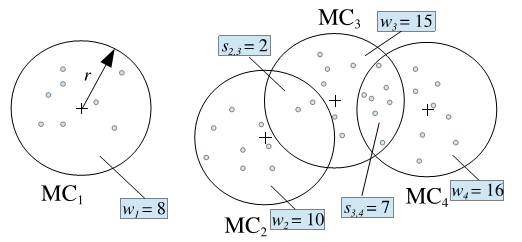 MC₃
w₃ = 15
s₂,₃ = 2
r
MC₁
w₁ = 8
MC₂
w₂ = 10
s₃,₄ = 7
MC₄
w₄ = 16